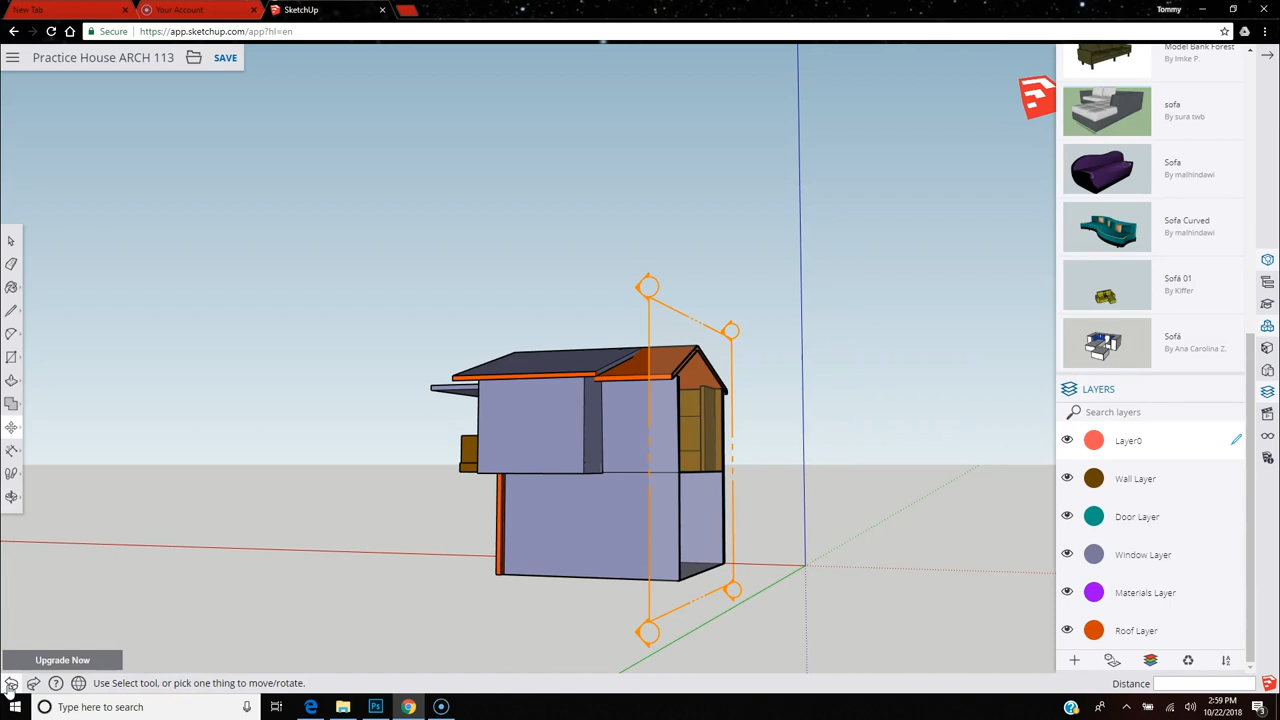 New Tab
Your Account
SketchUp
Tommy
Secure
https://app.sketchup.com/app?hl=en
Practice House ARCH 113
SAVE
Model Bank Forest
By Imke P.
sofa
By sura twb
Sofa
By malhindawi
Sofa Curved
By malhindawi
Sofá 01
By Kiffer
Sofá
By Ana Carolina Z.
LAYERS
Search layers
Layer0
Wall Layer
Door Layer
Window Layer
Materials Layer
Roof Layer
Upgrade Now
Use Select tool, or pick one thing to move/rotate.
Distance
Type here to search
2:59 PM
10/22/2018